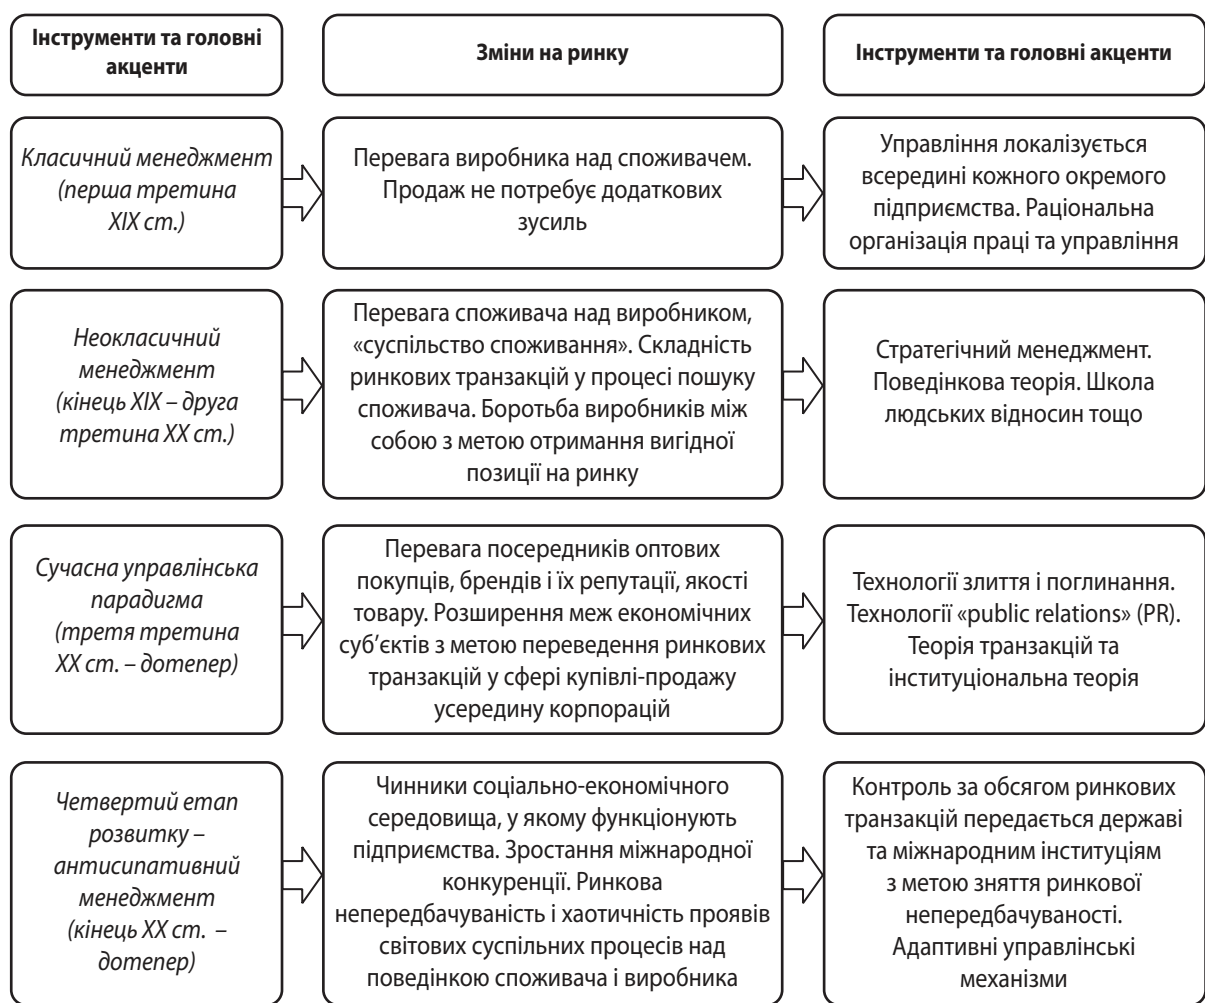 Інструменти та головні
акценти
Зміни на ринку
Інструменти та головні акценти
Класичний менеджмент
(перша третина
XIX ст.)
Перевага виробника над споживачем.
Продаж не потребує додаткових
зусиль
Управління локалізується
всередині кожного окремого
підприємства. Раціональна
організація праці та управління
Неокласичний
менеджмент
(кінець XIX – друга
третина XX ст.)
Перевага споживача над виробником,
«суспільство споживання». Складність
ринкових транзакцій у процесі пошуку
споживача. Боротьба виробників між
собою з метою отримання вигідної
позиції на ринку
Стратегічний менеджмент.
Поведінкова теорія. Школа
людських відносин тощо
Сучасна управлінська
парадигма
(третя третина
XX ст. – дотепер)
Перевага посередників оптових
покупців, брендів і їх репутації, якості
товару. Розширення меж економічних
суб’єктів з метою переведення ринкових
транзакцій у сфері купівлі-продажу
усередину корпорацій
Технології злиття і поглинання.
Технології «public relations» (PR).
Теорія транзакцій та
інституціональна теорія
Четвертий етап
розвитку –
антисипативний
менеджмент
(кінець XX ст. –
дотепер)
Чинники соціально-економічного
середовища, у якому функціонують
підприємства. Зростання міжнародної
конкуренції. Ринкова
непередбачуваність і хаотичність проявів
світових суспільних процесів над
поведінкою споживача і виробника
Контроль за обсягом ринкових
транзакцій передається державі
та міжнародним інституціям
з метою зняття ринкової
непередбачуваності.
Адаптивні управлінські
механізми